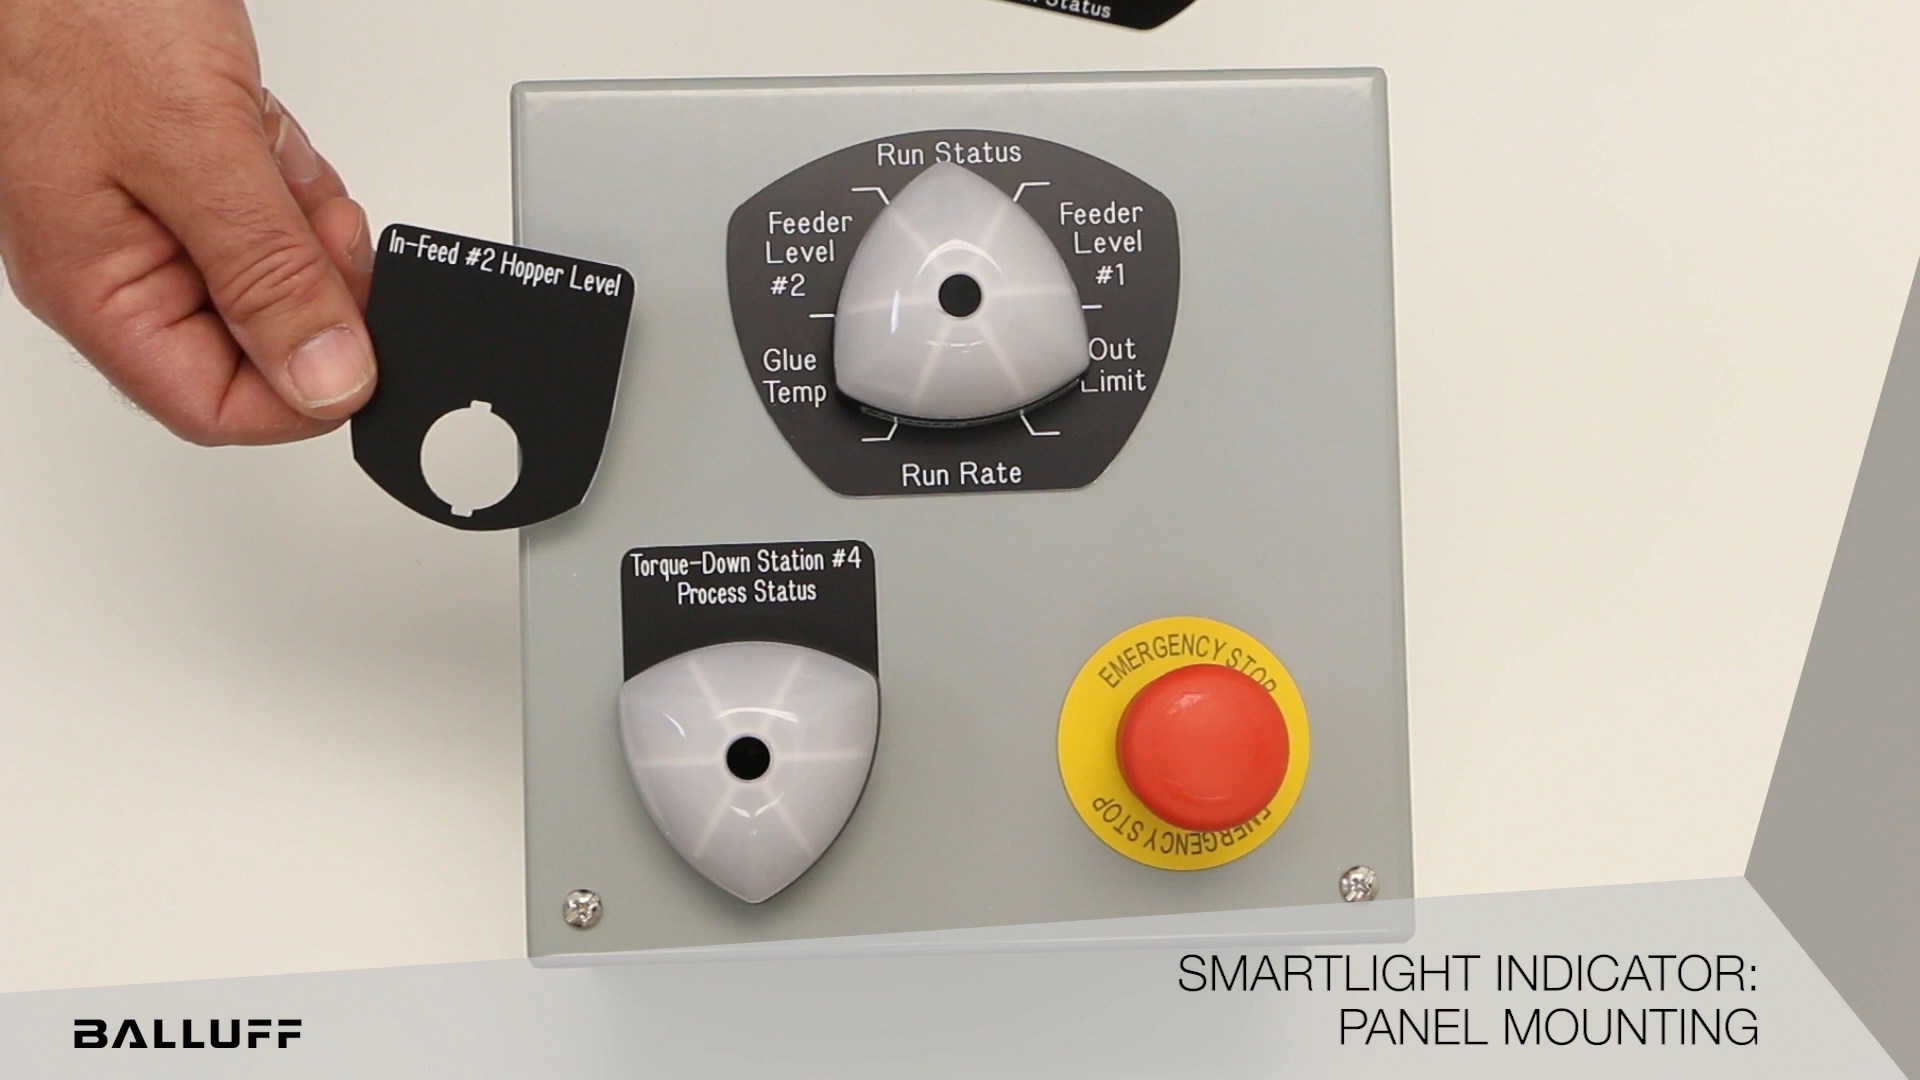 Status
In-Feed #2 Hopper Level
Run Status
Feeder
Level
#2
Feeder
Level
#1
Glue
Temp
Out
Limit
Run Rate
Torque-Down Station #4
Process Status
EMERGENCY STOP
EMERGENCY STOP
SMARTLIGHT INDICATOR:
PANEL MOUNTING
BALLUFF